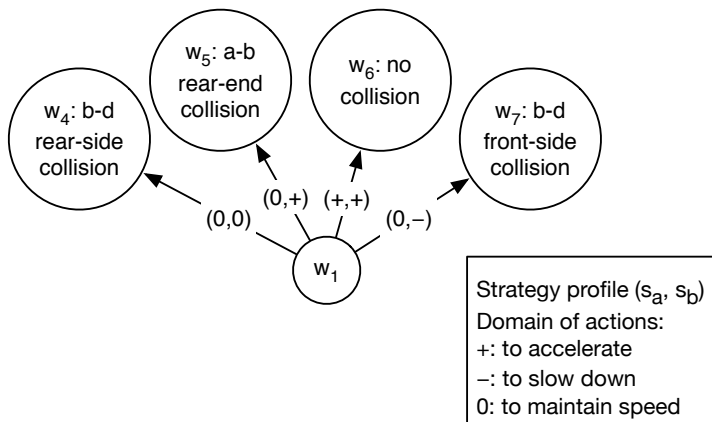 w₄: b-d
rear-side
collision
w₅: a-b
rear-end
collision
w₆: no
collision
w₇: b-d
front-side
collision
(0,0)
(0,+)
(+,+)
(0,−)
w₁
Strategy profile (sₐ, s_b)
Domain of actions:
+: to accelerate
−: to slow down
0: to maintain speed